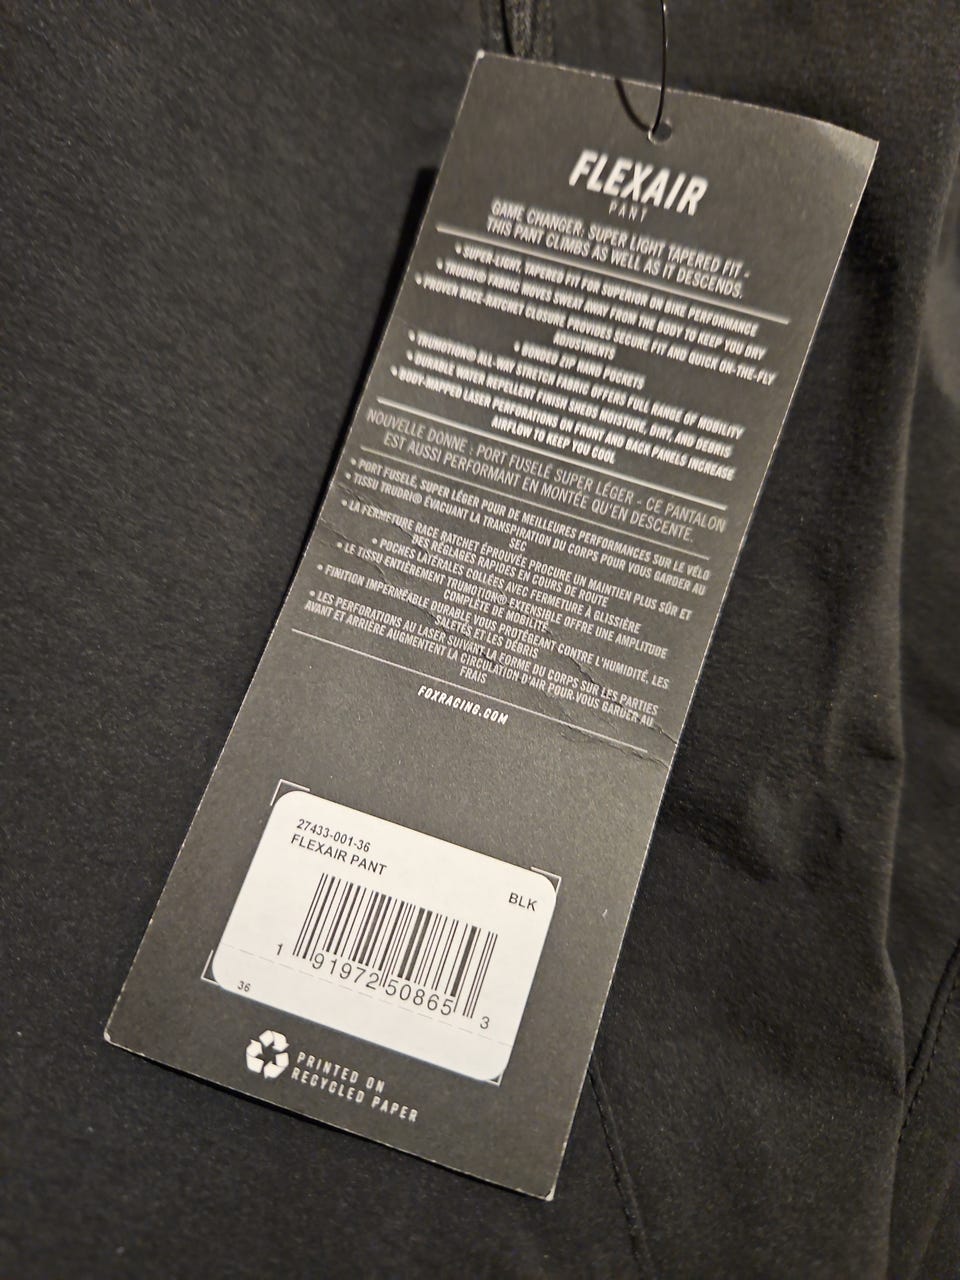 FLEXAIR
PANT
GAME CHANGER: SUPER LIGHT TAPERED FIT -
THIS PANT CLIMBS AS WELL AS IT DESCENDS.
• SUPER-LIGHT, TAPERED FIT FOR SUPERIOR ON BIKE PERFORMANCE
• TRUDRI® FABRIC MOVES SWEAT AWAY FROM THE BODY TO KEEP YOU DRY
• PROVEN RACE-RATCHET CLOSURE PROVIDES SECURE FIT AND QUICK ON-THE-FLY
ADJUSTMENTS
• BONDED ZIP HAND POCKETS
• TRUMOTION® ALL-WAY STRETCH FABRIC OFFERS FULL RANGE OF MOBILITY
• DURABLE WATER REPELLENT FINISH SHEDS MOISTURE, DIRT, AND DEBRIS
• BODY-MAPPED LASER PERFORATIONS ON FRONT AND BACK PANELS INCREASE
AIRFLOW TO KEEP YOU COOL
NOUVELLE DONNE : PORT FUSELÉ SUPER LÉGER - CE PANTALON
EST AUSSI PERFORMANT EN MONTÉE QU'EN DESCENTE.
• PORT FUSELÉ, SUPER LÉGER POUR DE MEILLEURES PERFORMANCES SUR LE VÉLO
• TISSU TRUDRI® ÉVACUANT LA TRANSPIRATION DU CORPS POUR VOUS GARDER AU
SEC
• LA FERMETURE RACE RATCHET ÉPROUVÉE PROCURE UN MAINTIEN PLUS SÛR ET
DES RÉGLAGES RAPIDES EN COURS DE ROUTE
• POCHES LATÉRALES COLLÉES AVEC FERMETURE À GLISSIÈRE
• LE TISSU ENTIÈREMENT TRUMOTION® EXTENSIBLE OFFRE UNE AMPLITUDE
COMPLÈTE DE MOBILITÉ
• FINITION IMPERMÉABLE DURABLE VOUS PROTÉGEANT CONTRE L'HUMIDITÉ, LES
SALETÉS ET LES DÉBRIS
• LES PERFORATIONS AU LASER SUIVANT LA FORME DU CORPS SUR LES PARTIES
AVANT ET ARRIÈRE AUGMENTENT LA CIRCULATION D'AIR POUR VOUS GARDER AU
FRAIS
FOXRACING.COM
27433-001-36
FLEXAIR PANT
BLK
1 91972 50865 3
36
PRINTED ON
RECYCLED PAPER